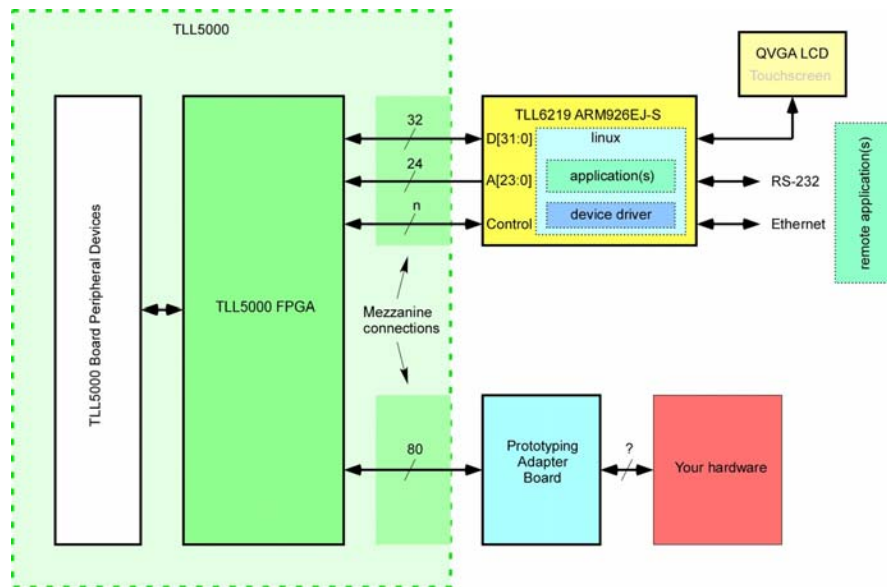 TLL5000
QVGA LCD
Touchscreen
TLL6219 ARM926EJ-S
32
D[31:0]
linux
24
A[23:0]
application(s)
RS-232
n
Control
device driver
Ethernet
remote application(s)
TLL5000 Board Peripheral Devices
TLL5000 FPGA
Mezzanine
connections
80
Prototyping
Adapter
Board
?
Your hardware